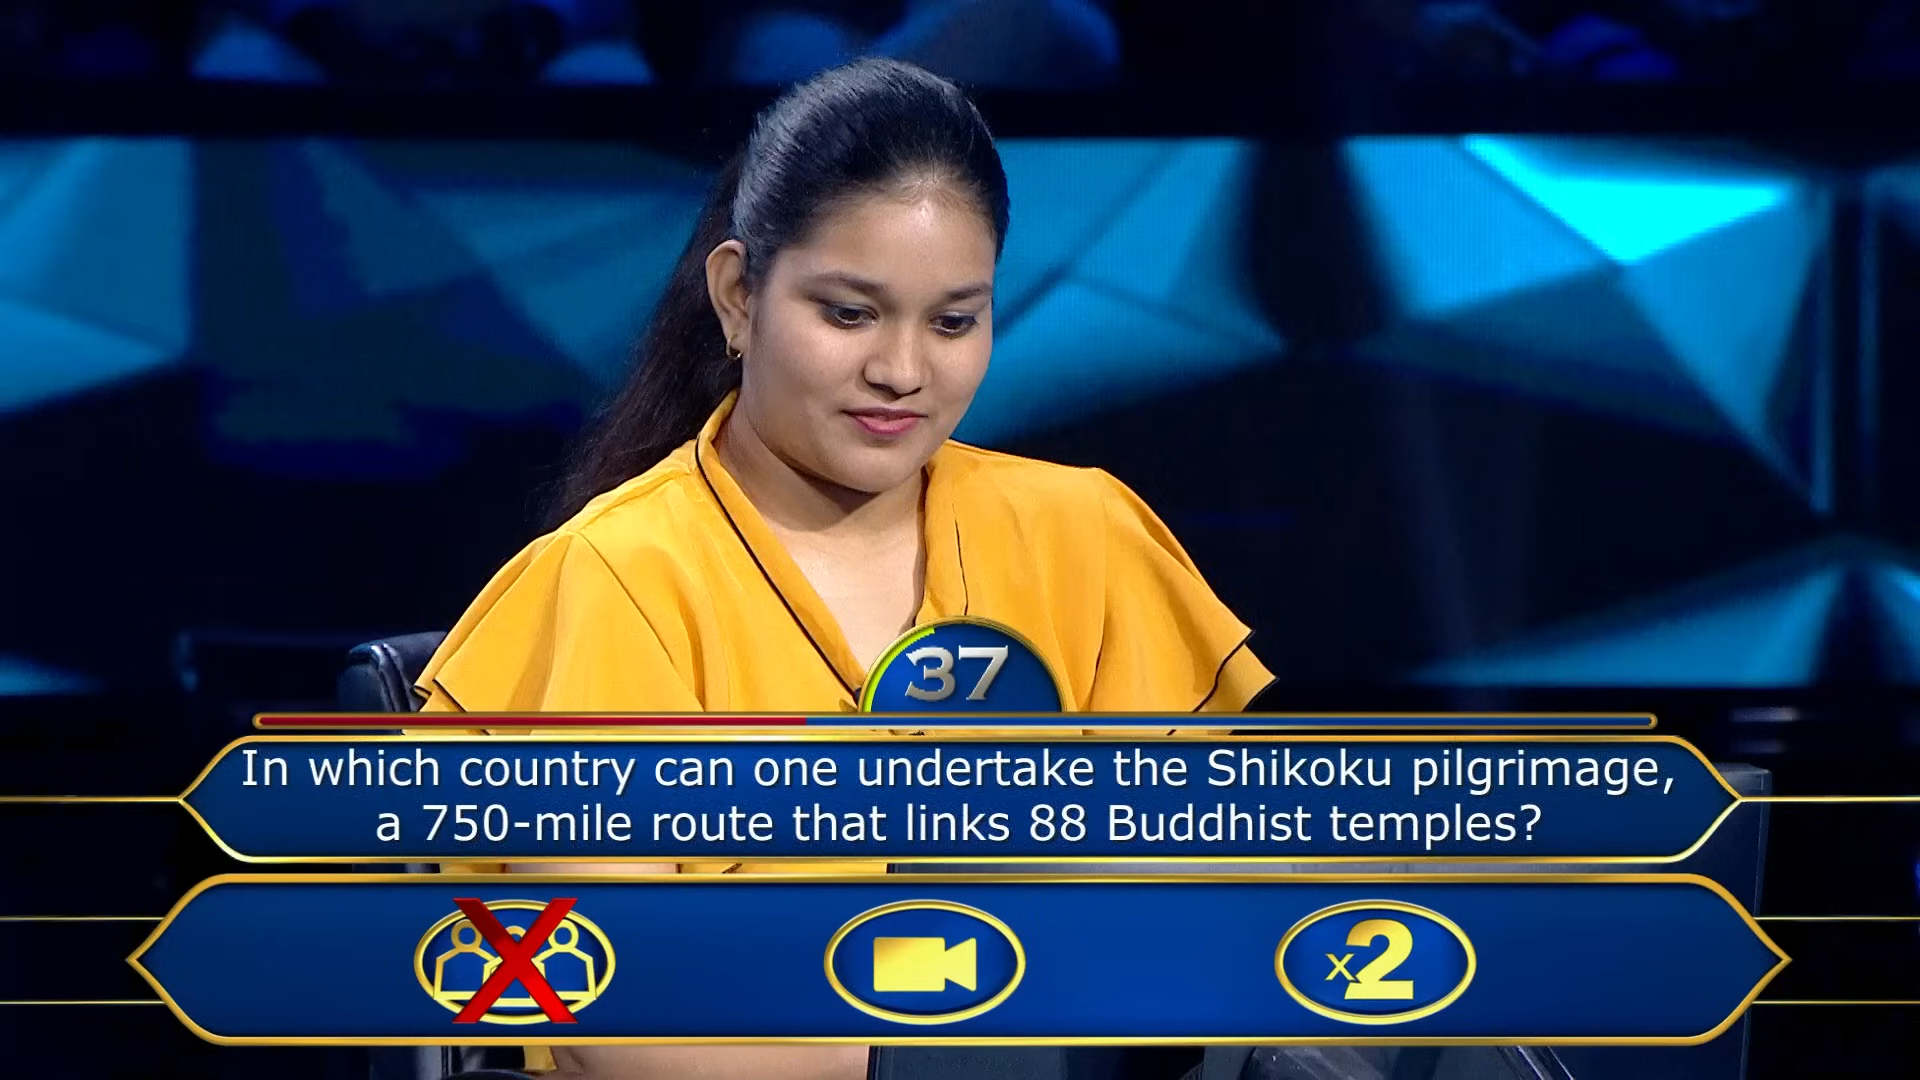 37
In which country can one undertake the Shikoku pilgrimage,
a 750-mile route that links 88 Buddhist temples?
x2